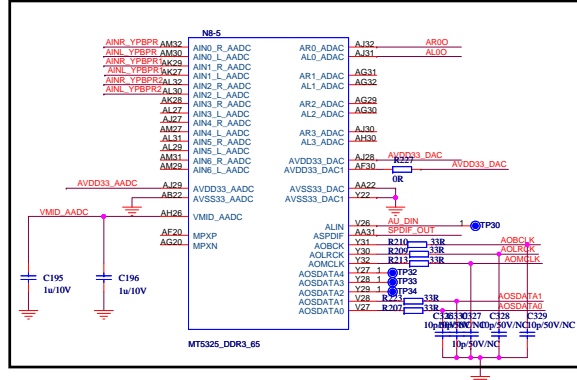 N8-5
AINR_YPBPR AM32 AIN0_R_AADC AR0_ADAC AJ32 AR0O
AINL_YPBPR AM30 AIN0_L_AADC AL0_ADAC AJ31 AL0O
AINR_YPBPR1 AK29 AIN1_R_AADC
AINL_YPBPR1 AK27 AIN1_L_AADC AR1_ADAC AG31
AINR_YPBPR2 AL32 AIN2_R_AADC AL1_ADAC AG32
AINL_YPBPR2 AL30 AIN2_L_AADC
AK28 AIN3_R_AADC AR2_ADAC AG29
AL27 AIN3_L_AADC AL2_ADAC AG30
AJ27 AIN4_R_AADC
AM27 AIN4_L_AADC AR3_ADAC AJ30
AL31 AIN5_R_AADC AL3_ADAC AH30
AL29 AIN5_L_AADC
AM31 AIN6_R_AADC AVDD33_DAC AJ28 R227 AVDD33_DAC
AM29 AIN6_L_AADC AVDD33_DAC1 AF30 AVDD33_DAC
0R
AVDD33_AADC AJ29 AVDD33_AADC AVSS33_DAC AA22
AB22 AVSS33_AADC AVSS33_DAC1 Y22
VMID_AADC AH26 VMID_AADC
ALIN V26 AU_DIN 1 TP30
AF20 MPXP ASPDIF AA31 SPDIF_OUT
AG20 MPXN AOBCK Y31 R210 33R AOBCLK
AOLRCK Y30 R209 33R AOLRCK
AOMCLK Y32 R213 33R AOMCLK
AOSDATA4 Y27 1 TP32
AOSDATA3 Y28 1 TP33
AOSDATA2 Y29 1 TP34
AOSDATA1 V28 R223 33R AOSDATA1
AOSDATA0 V27 R207 33R AOSDATA0
C195 C196
1u/10V 1u/10V
C327 C328 C329
10p/50V/NC 10p/50V/NC
10p/50V/NC
MT5325_DDR3_65